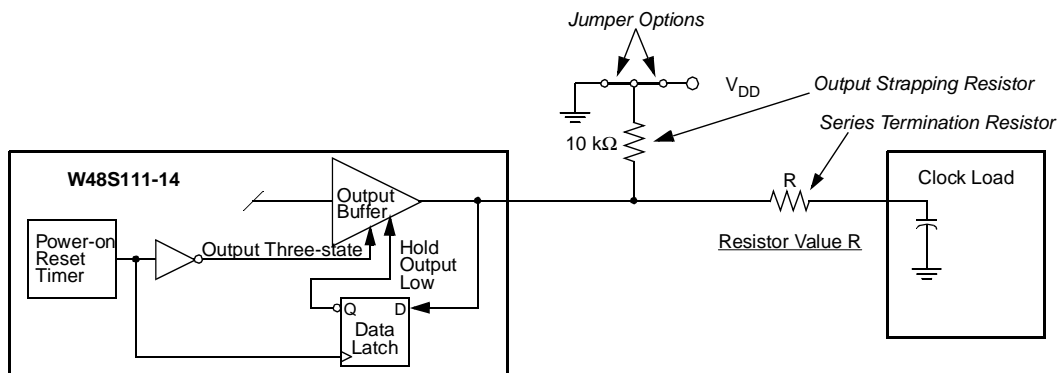 Jumper Options
V_DD
Output Strapping Resistor
Series Termination Resistor
10 kΩ
W48S111-14
R
Clock Load
Output
Buffer
Resistor Value R
Power-on
Reset
Timer
Output Three-state
Hold
Output
Low
Q
D
Data
Latch